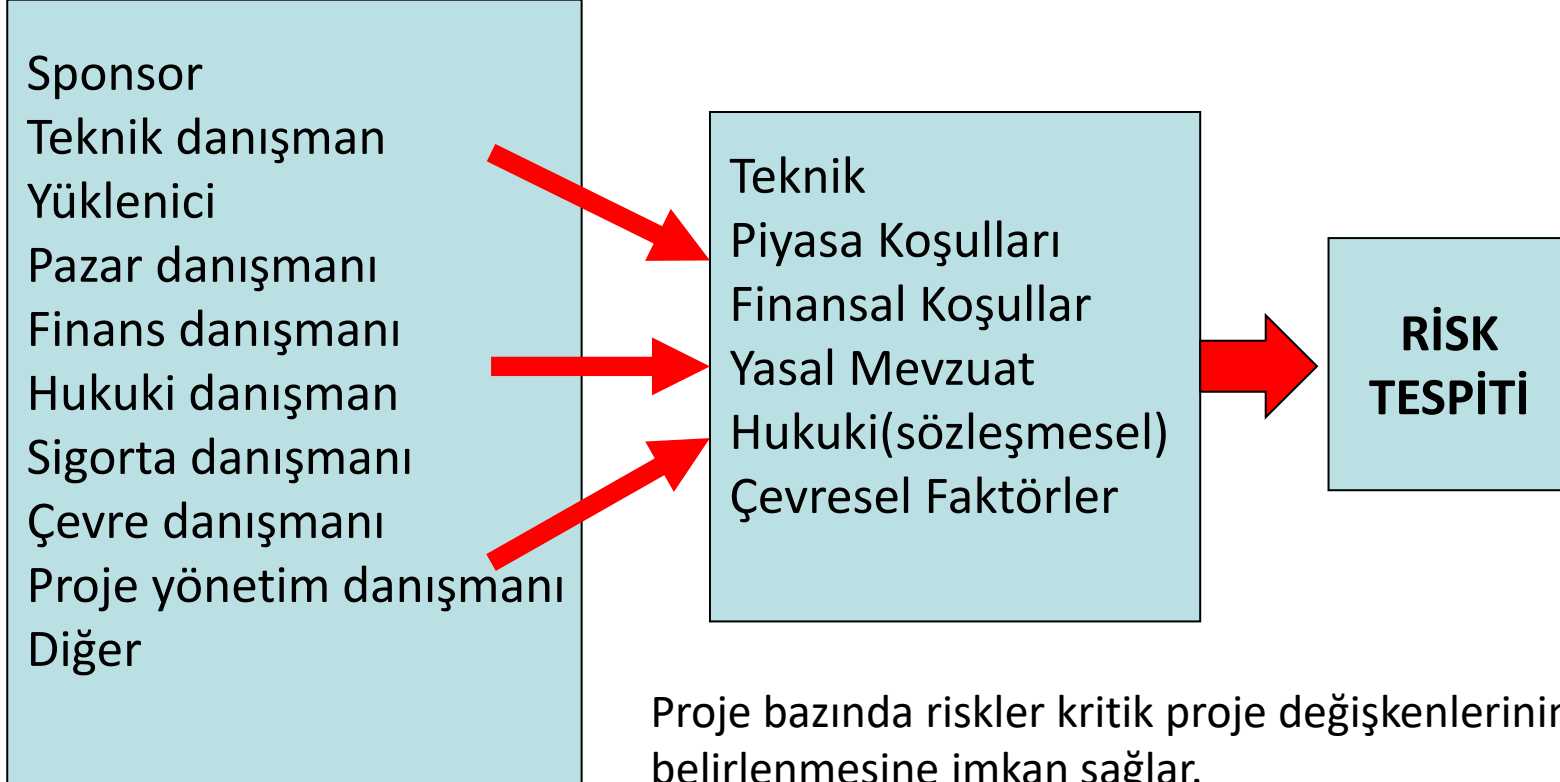 Sponsor
Teknik danışman
Yüklenici
Pazar danışmanı
Finans danışmanı
Hukuki danışman
Sigorta danışmanı
Çevre danışmanı
Proje yönetim danışmanı
Diğer
Teknik
Piyasa Koşulları
Finansal Koşullar
Yasal Mevzuat
Hukuki(sözleşmesel)
Çevresel Faktörler
RİSK
TESPİTİ
Proje bazında riskler kritik proje değişkenlerinin
belirlenmesine imkan sağlar.